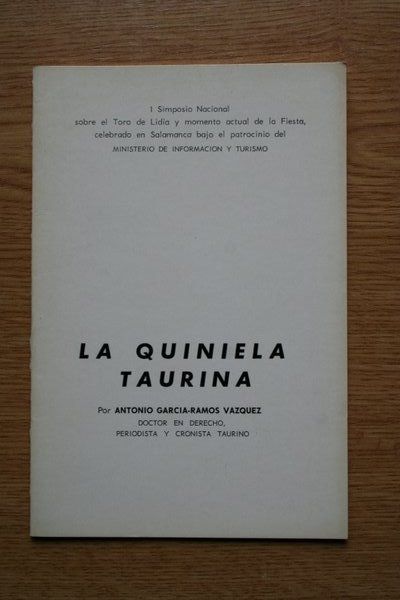 1 Simposio Nacional
sobre el Toro de Lidia y momento actual de la Fiesta,
celebrado en Salamanca bajo el patrocinio del
MINISTERIO DE INFORMACION Y TURISMO
LA QUINIELA
TAURINA
Por ANTONIO GARCIA-RAMOS VAZQUEZ
DOCTOR EN DERECHO,
PERIODISTA Y CRONISTA TAURINO